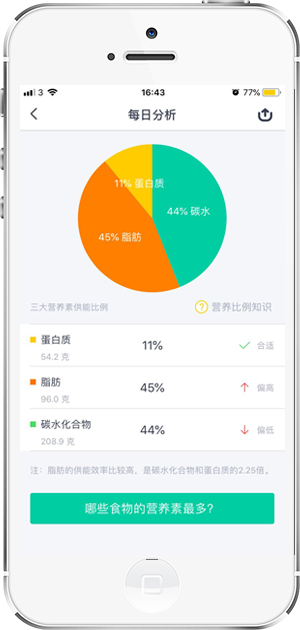 3 16:43 77%
每日分析
11% 蛋白质
44% 碳水
45% 脂肪
三大营养素供能比例 ? 营养比例知识
蛋白质 11% 合适
54.2 克
脂肪 45% 偏高
96.0 克
碳水化合物 44% 偏低
208.9 克
注：脂肪的供能效率比较高，是碳水化合物和蛋白质的2.25倍。
哪些食物的营养素最多？